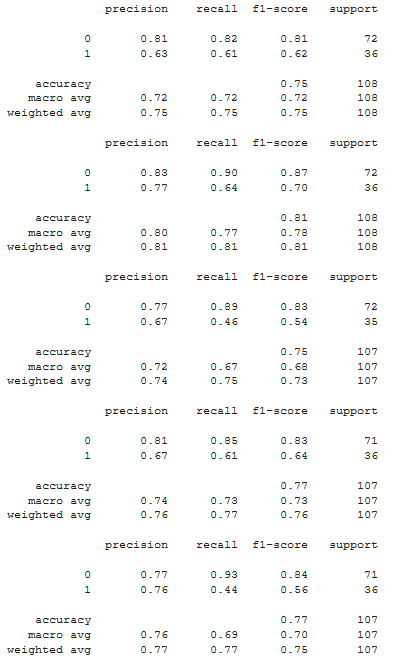 precision recall f1-score support
0 0.81 0.82 0.81 72
1 0.63 0.61 0.62 36
accuracy 0.75 108
macro avg 0.72 0.72 0.72 108
weighted avg 0.75 0.75 0.75 108
precision recall f1-score support
0 0.83 0.90 0.87 72
1 0.77 0.64 0.70 36
accuracy 0.81 108
macro avg 0.80 0.77 0.78 108
weighted avg 0.81 0.81 0.81 108
precision recall f1-score support
0 0.77 0.89 0.83 72
1 0.67 0.46 0.54 35
accuracy 0.75 107
macro avg 0.72 0.67 0.68 107
weighted avg 0.74 0.75 0.73 107
precision recall f1-score support
0 0.81 0.85 0.83 71
1 0.67 0.61 0.64 36
accuracy 0.77 107
macro avg 0.74 0.73 0.73 107
weighted avg 0.76 0.77 0.76 107
precision recall f1-score support
0 0.77 0.93 0.84 71
1 0.76 0.44 0.56 36
accuracy 0.77 107
macro avg 0.76 0.69 0.70 107
weighted avg 0.77 0.77 0.75 107